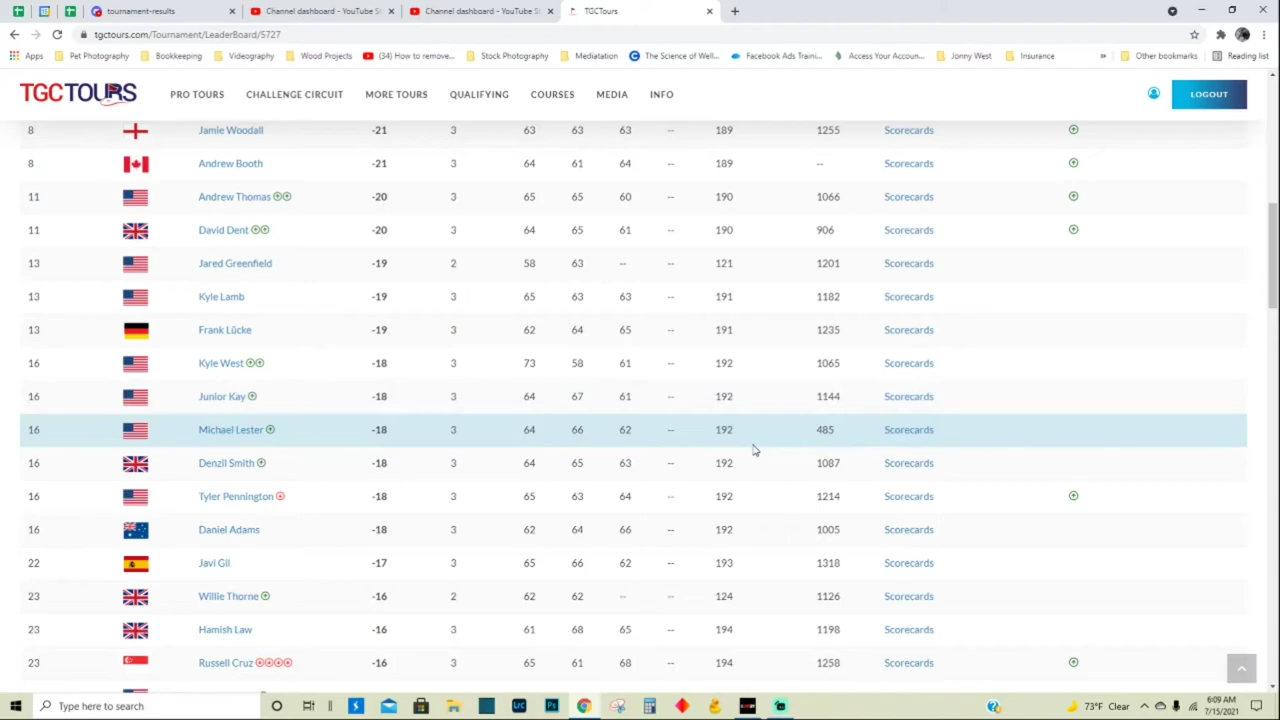 tournament-results Channel dashboard - YouTube St Channel dashboard - YouTube St TGCTours
tgctours.com/Tournament/LeaderBoard/5727
Apps Pet Photography Bookkeeping Videography Wood Projects (34) How to remove... Stock Photography Mediatation The Science of Well... Facebook Ads Traini... Access Your Accoun... Jonny West Insurance » Other bookmarks Reading list
TGCTOURS PRO TOURS CHALLENGE CIRCUIT MORE TOURS QUALIFYING COURSES MEDIA INFO LOGOUT
8 Jamie Woodall -21 3 63 63 63 -- 189 1255 Scorecards
8 Andrew Booth -21 3 64 61 64 -- 189 -- Scorecards
11 Andrew Thomas -20 3 65 65 60 -- 190 1066 Scorecards
11 David Dent -20 3 64 65 61 -- 190 906 Scorecards
13 Jared Greenfield -19 2 58 63 -- -- 121 1201 Scorecards
13 Kyle Lamb -19 3 65 63 63 -- 191 1182 Scorecards
13 Frank Lücke -19 3 62 64 65 -- 191 1235 Scorecards
16 Kyle West -18 3 73 58 61 -- 192 1065 Scorecards
16 Junior Kay -18 3 64 67 61 -- 192 1144 Scorecards
16 Michael Lester -18 3 64 66 62 -- 192 485 Scorecards
16 Denzil Smith -18 3 64 65 63 -- 192 1087 Scorecards
16 Tyler Pennington -18 3 65 63 64 -- 192 1214 Scorecards
16 Daniel Adams -18 3 62 64 66 -- 192 1005 Scorecards
22 Javi Gil -17 3 65 66 62 -- 193 1318 Scorecards
23 Willie Thorne -16 2 62 62 -- -- 124 1126 Scorecards
23 Hamish Law -16 3 61 68 65 -- 194 1198 Scorecards
23 Russell Cruz -16 3 65 61 68 -- 194 1258 Scorecards
Type here to search LrC Ps 73°F Clear 6:09 AM
7/15/2021